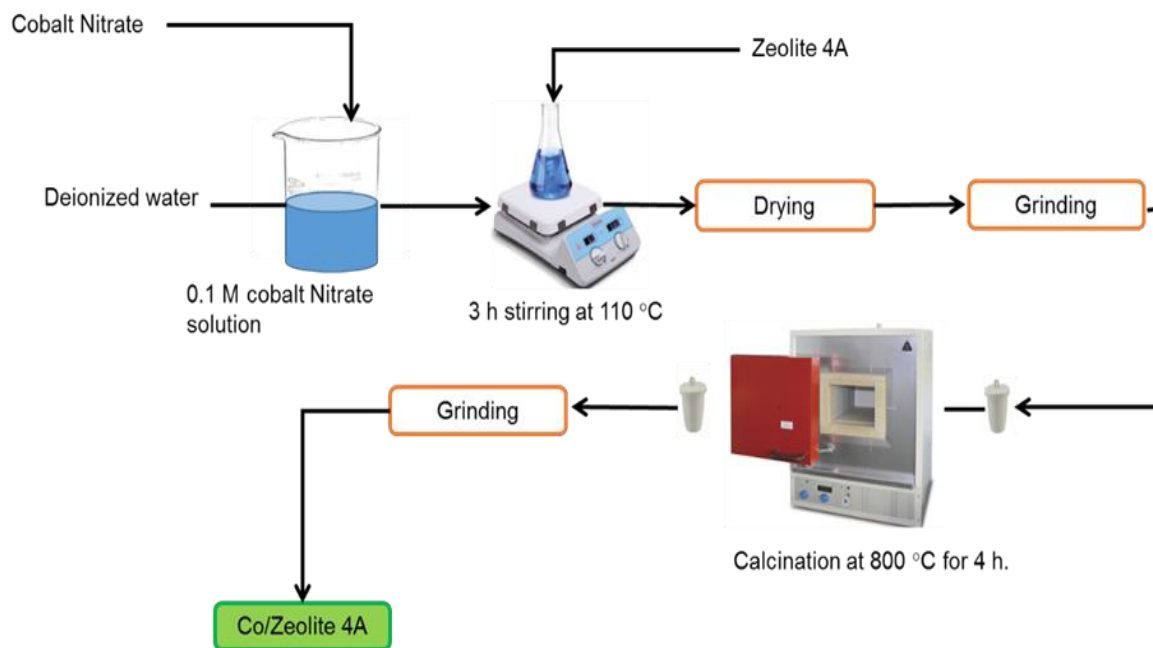 Cobalt Nitrate
Zeolite 4A
Deionized water
Drying
Grinding
0.1 M cobalt Nitrate
solution
3 h stirring at 110 °C
Grinding
Calcination at 800 °C for 4 h.
Co/Zeolite 4A